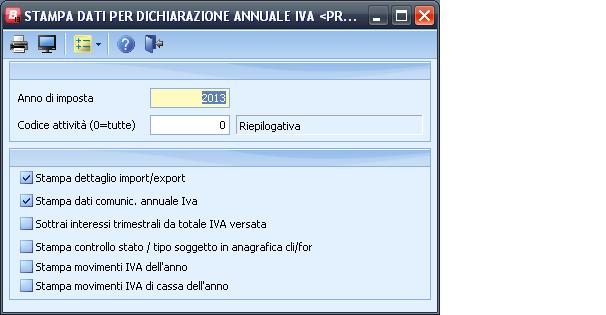 STAMPA DATI PER DICHIARAZIONE ANNUALE IVA <PR...
Anno di imposta 2013
Codice attività (0=tutte) 0 Riepilogativa
Stampa dettaglio import/export
Stampa dati comunic. annuale Iva
Sottrai interessi trimestrali da totale IVA versata
Stampa controllo stato / tipo soggetto in anagrafica cli/for
Stampa movimenti IVA dell'anno
Stampa movimenti IVA di cassa dell'anno